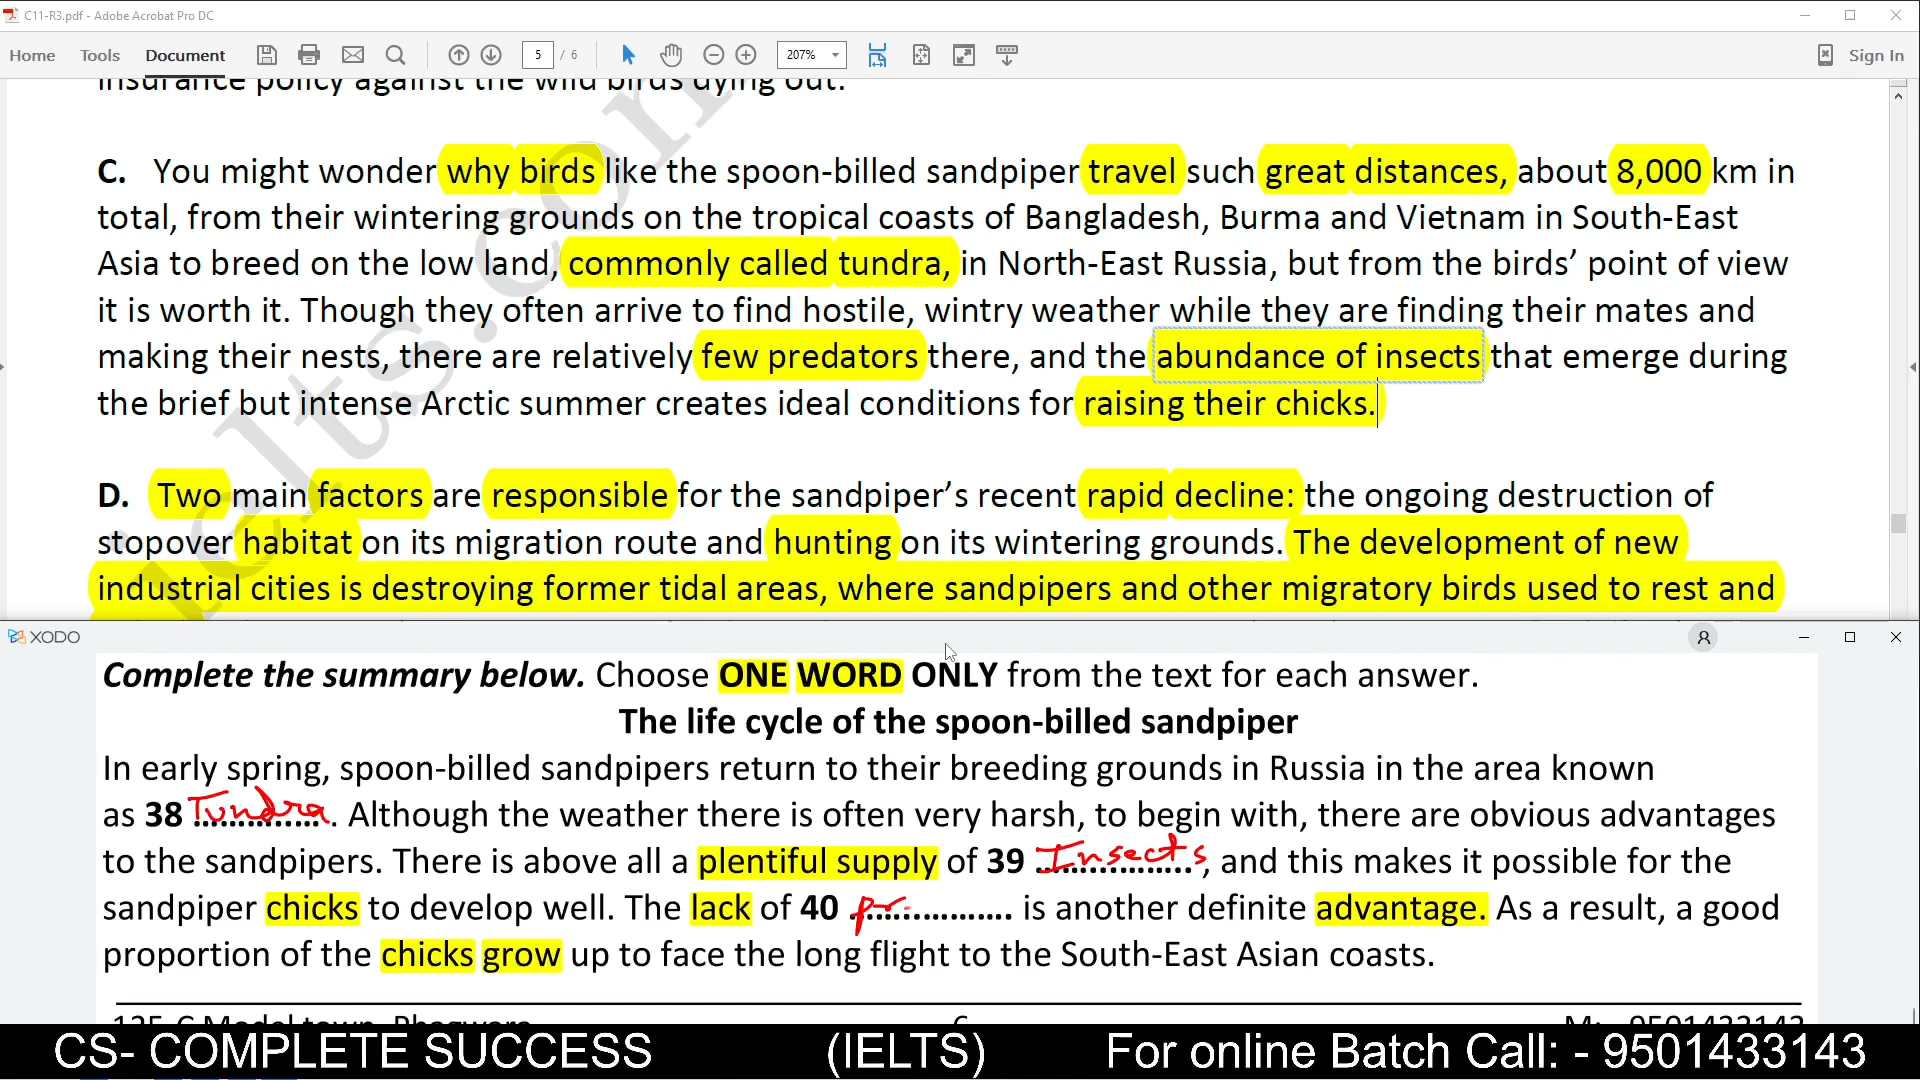 C11-R3.pdf - Adobe Acrobat Pro DC
Home Tools Document 5 / 6 207% Sign In
insurance policy against the wild birds dying out.
C. You might wonder why birds like the spoon-billed sandpiper travel such great distances, about 8,000 km in
total, from their wintering grounds on the tropical coasts of Bangladesh, Burma and Vietnam in South-East
Asia to breed on the low land, commonly called tundra, in North-East Russia, but from the birds' point of view
it is worth it. Though they often arrive to find hostile, wintry weather while they are finding their mates and
making their nests, there are relatively few predators there, and the abundance of insects that emerge during
the brief but intense Arctic summer creates ideal conditions for raising their chicks.
D. Two main factors are responsible for the sandpiper's recent rapid decline: the ongoing destruction of
stopover habitat on its migration route and hunting on its wintering grounds. The development of new
industrial cities is destroying former tidal areas, where sandpipers and other migratory birds used to rest and
XODO
Complete the summary below. Choose ONE WORD ONLY from the text for each answer.
The life cycle of the spoon-billed sandpiper
In early spring, spoon-billed sandpipers return to their breeding grounds in Russia in the area known
as 38 Tundra. Although the weather there is often very harsh, to begin with, there are obvious advantages
to the sandpipers. There is above all a plentiful supply of 39 Insects, and this makes it possible for the
sandpiper chicks to develop well. The lack of 40 pr............. is another definite advantage. As a result, a good
proportion of the chicks grow up to face the long flight to the South-East Asian coasts.
CS- COMPLETE SUCCESS (IELTS) For online Batch Call: - 9501433143